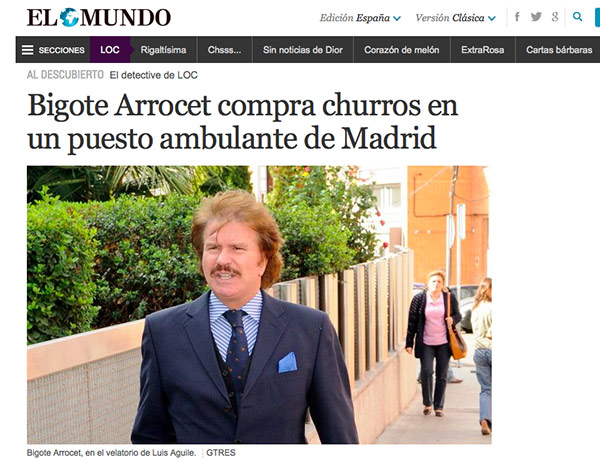 EL MUNDO
Edición España
Versión Clásica
SECCIONES
LOC
Rigaltísima
Chsss...
Sin noticias de Dior
Corazón de melón
ExtraRosa
Cartas bárbaras
AL DESCUBIERTO El detective de LOC
Bigote Arrocet compra churros en
un puesto ambulante de Madrid
Bigote Arrocet, en el velatorio de Luis Aguile. | GTRES